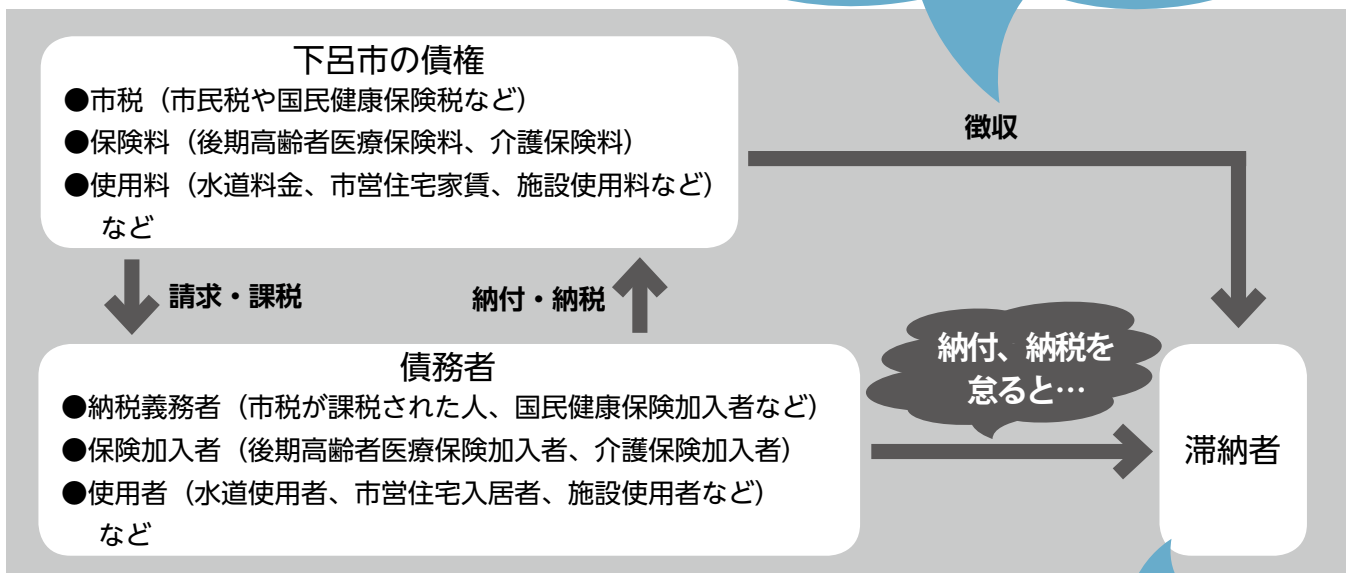 下呂市の債権
●市税（市民税や国民健康保険税など）
●保険料（後期高齢者医療保険料、介護保険料）
●使用料（水道料金、市営住宅家賃、施設使用料など）
など
徴収
請求・課税
納付・納税
納付、納税を
怠ると…
債務者
●納税義務者（市税が課税された人、国民健康保険加入者など）
●保険加入者（後期高齢者医療保険加入者、介護保険加入者）
●使用者（水道使用者、市営住宅入居者、施設使用者など）
など
滞納者